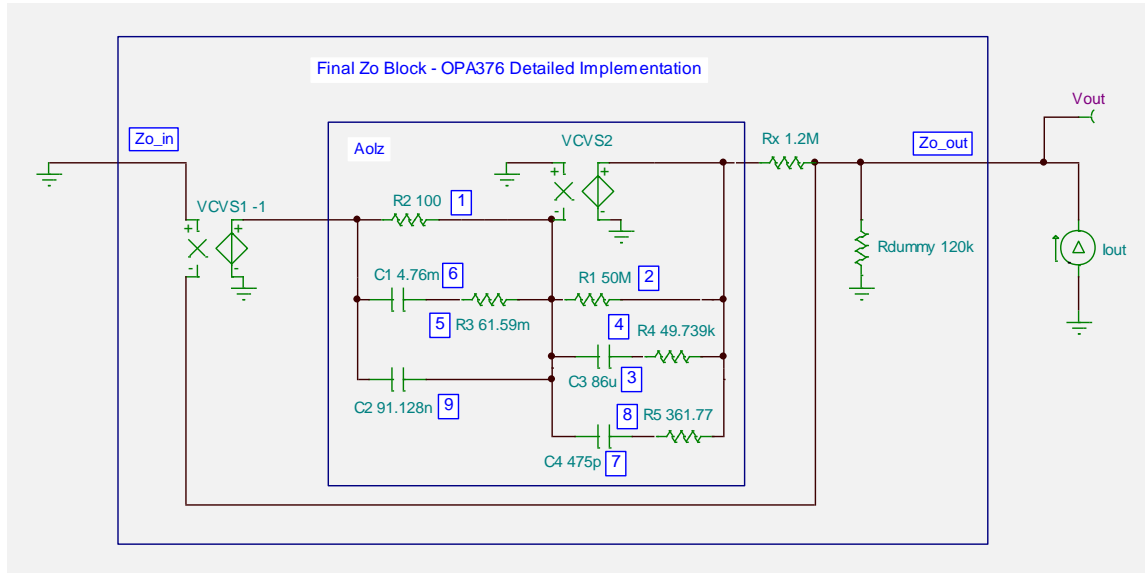 Final Zo Block - OPA376 Detailed Implementation
Vout
Zo_in
Aolz
VCVS2
Rx 1.2M
Zo_out
+
-
+
-
VCVS1 -1
R2 100
1
+
-
+
-
Rdummy 120k
Iout
C1 4.76m
6
R1 50M
2
5
R3 61.59m
4
R4 49.739k
C3 86u
3
C2 91.128n
9
8
R5 361.77
C4 475p
7